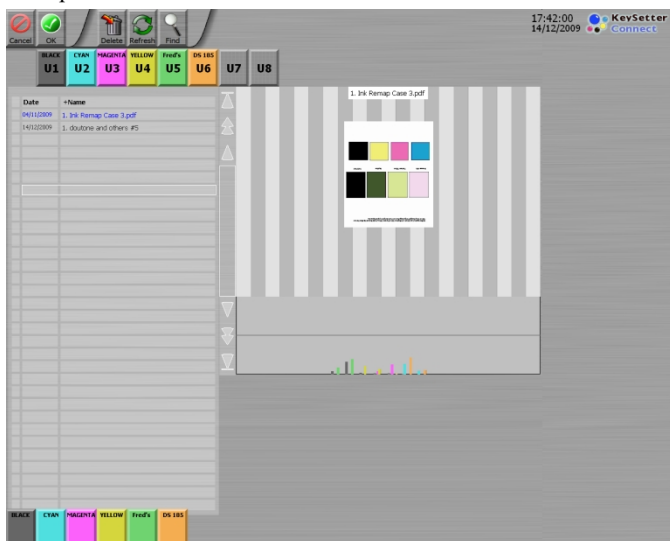 17:42:00 KeySetter
14/12/2009 Connect
Cancel OK Delete Refresh Find
BLACK CYAN MAGENTA YELLOW Fred's DS 185
U1 U2 U3 U4 U5 U6 U7 U8
1. Ink Remap Case 3.pdf
Date +Name
04/11/2009 1. Ink Remap Case 3.pdf
14/12/2009 1. doutone and others #5
BLACK CYAN MAGENTA YELLOW Fred's DS 185